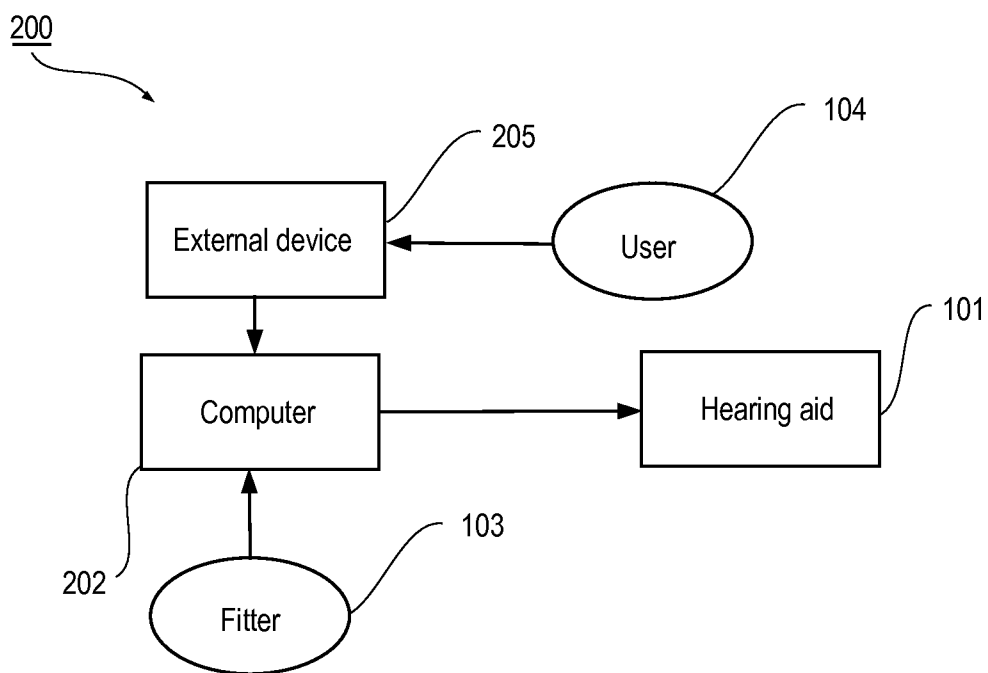 200
104
205
External device
User
101
Computer
Hearing aid
103
202
Fitter